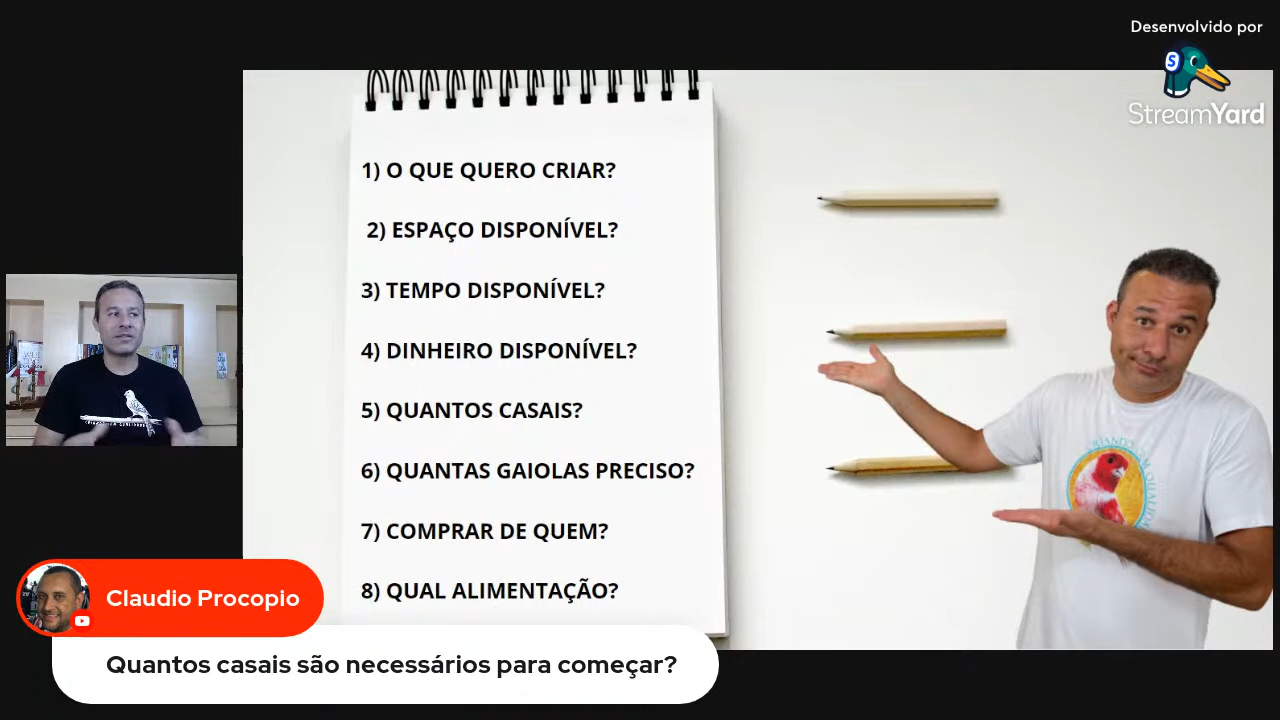 Desenvolvido por
StreamYard
1) O QUE QUERO CRIAR?
2) ESPAÇO DISPONÍVEL?
3) TEMPO DISPONÍVEL?
4) DINHEIRO DISPONÍVEL?
5) QUANTOS CASAIS?
6) QUANTAS GAIOLAS PRECISO?
7) COMPRAR DE QUEM?
8) QUAL ALIMENTAÇÃO?
Claudio Procopio
Quantos casais são necessários para começar?